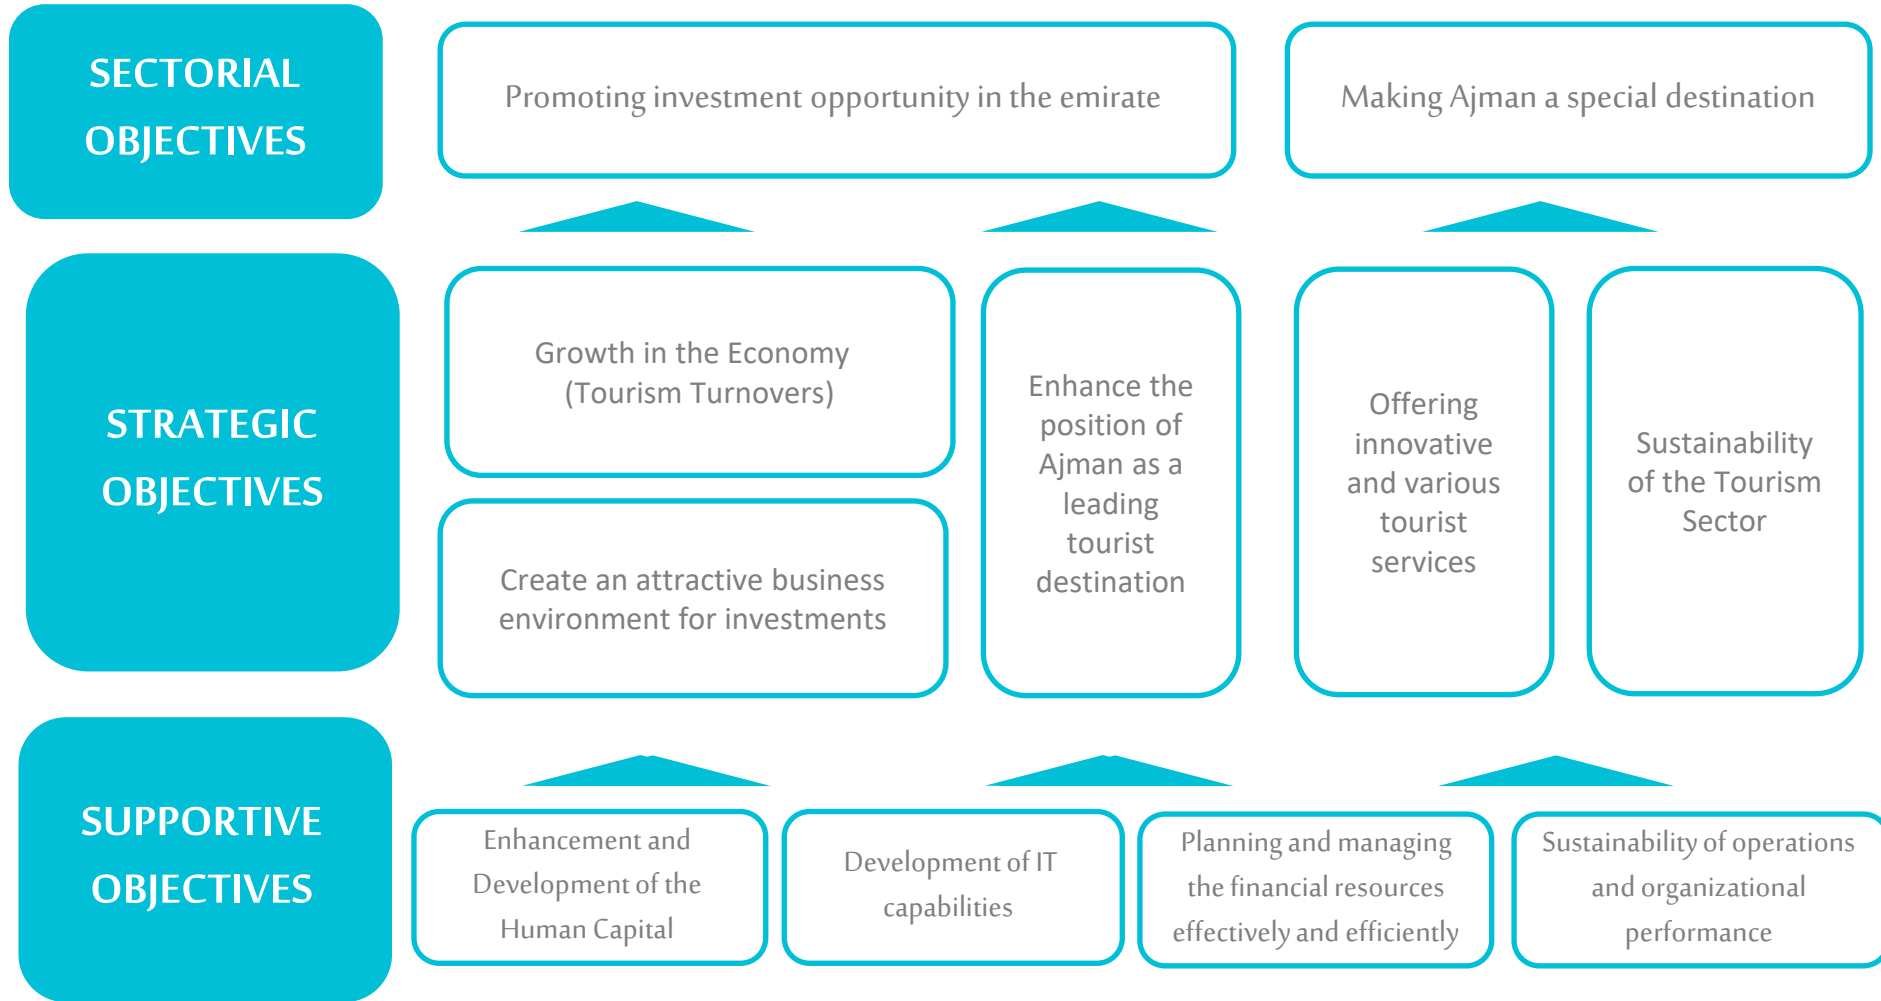 SECTORIAL
OBJECTIVES
Promoting investment opportunity in the emirate
Making Ajman a special destination
STRATEGIC
OBJECTIVES
Growth in the Economy
(Tourism Turnovers)
Create an attractive business
environment for investments
Enhance the
position of
Ajman as a
leading
tourist
destination
Offering
innovative
and various
tourist
services
Sustainability
of the Tourism
Sector
SUPPORTIVE
OBJECTIVES
Enhancement and
Development of the
Human Capital
Development of IT
capabilities
Planning and managing
the financial resources
effectively and efficiently
Sustainability of operations
and organizational
performance